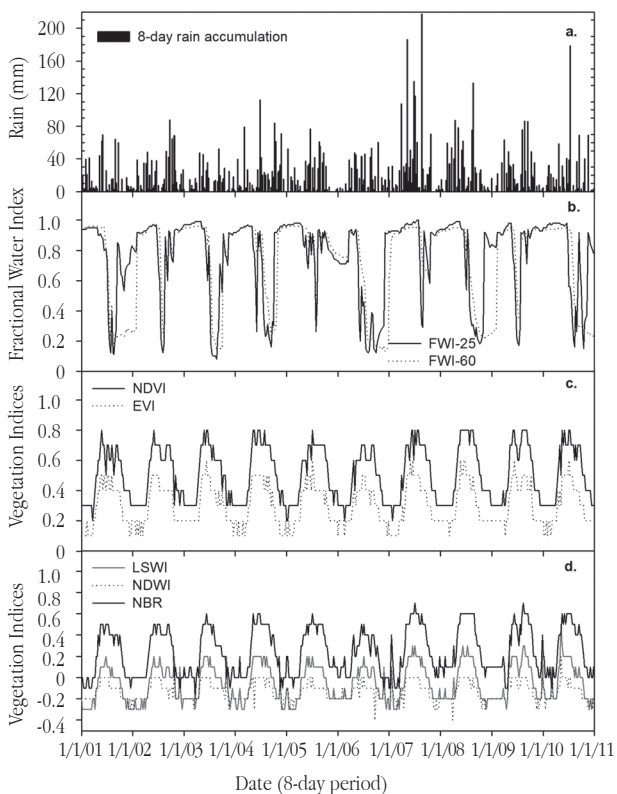 200
160
120
80
40
0
Rain (mm)
8-day rain accumulation
a.
1.0
0.8
0.6
0.4
0.2
0
Fractional Water Index
b.
FWI-25
FWI-60
1.0
0.8
0.6
0.4
0.2
0
Vegetation Indices
c.
NDVI
EVI
1.0
0.8
0.6
0.4
0.2
0
-0.2
-0.4
Vegetation Indices
d.
LSWI
NDWI
NBR
1/1/01 1/1/02 1/1/03 1/1/04 1/1/05 1/1/06 1/1/07 1/1/08 1/1/09 1/1/10 1/1/11
Date (8-day period)